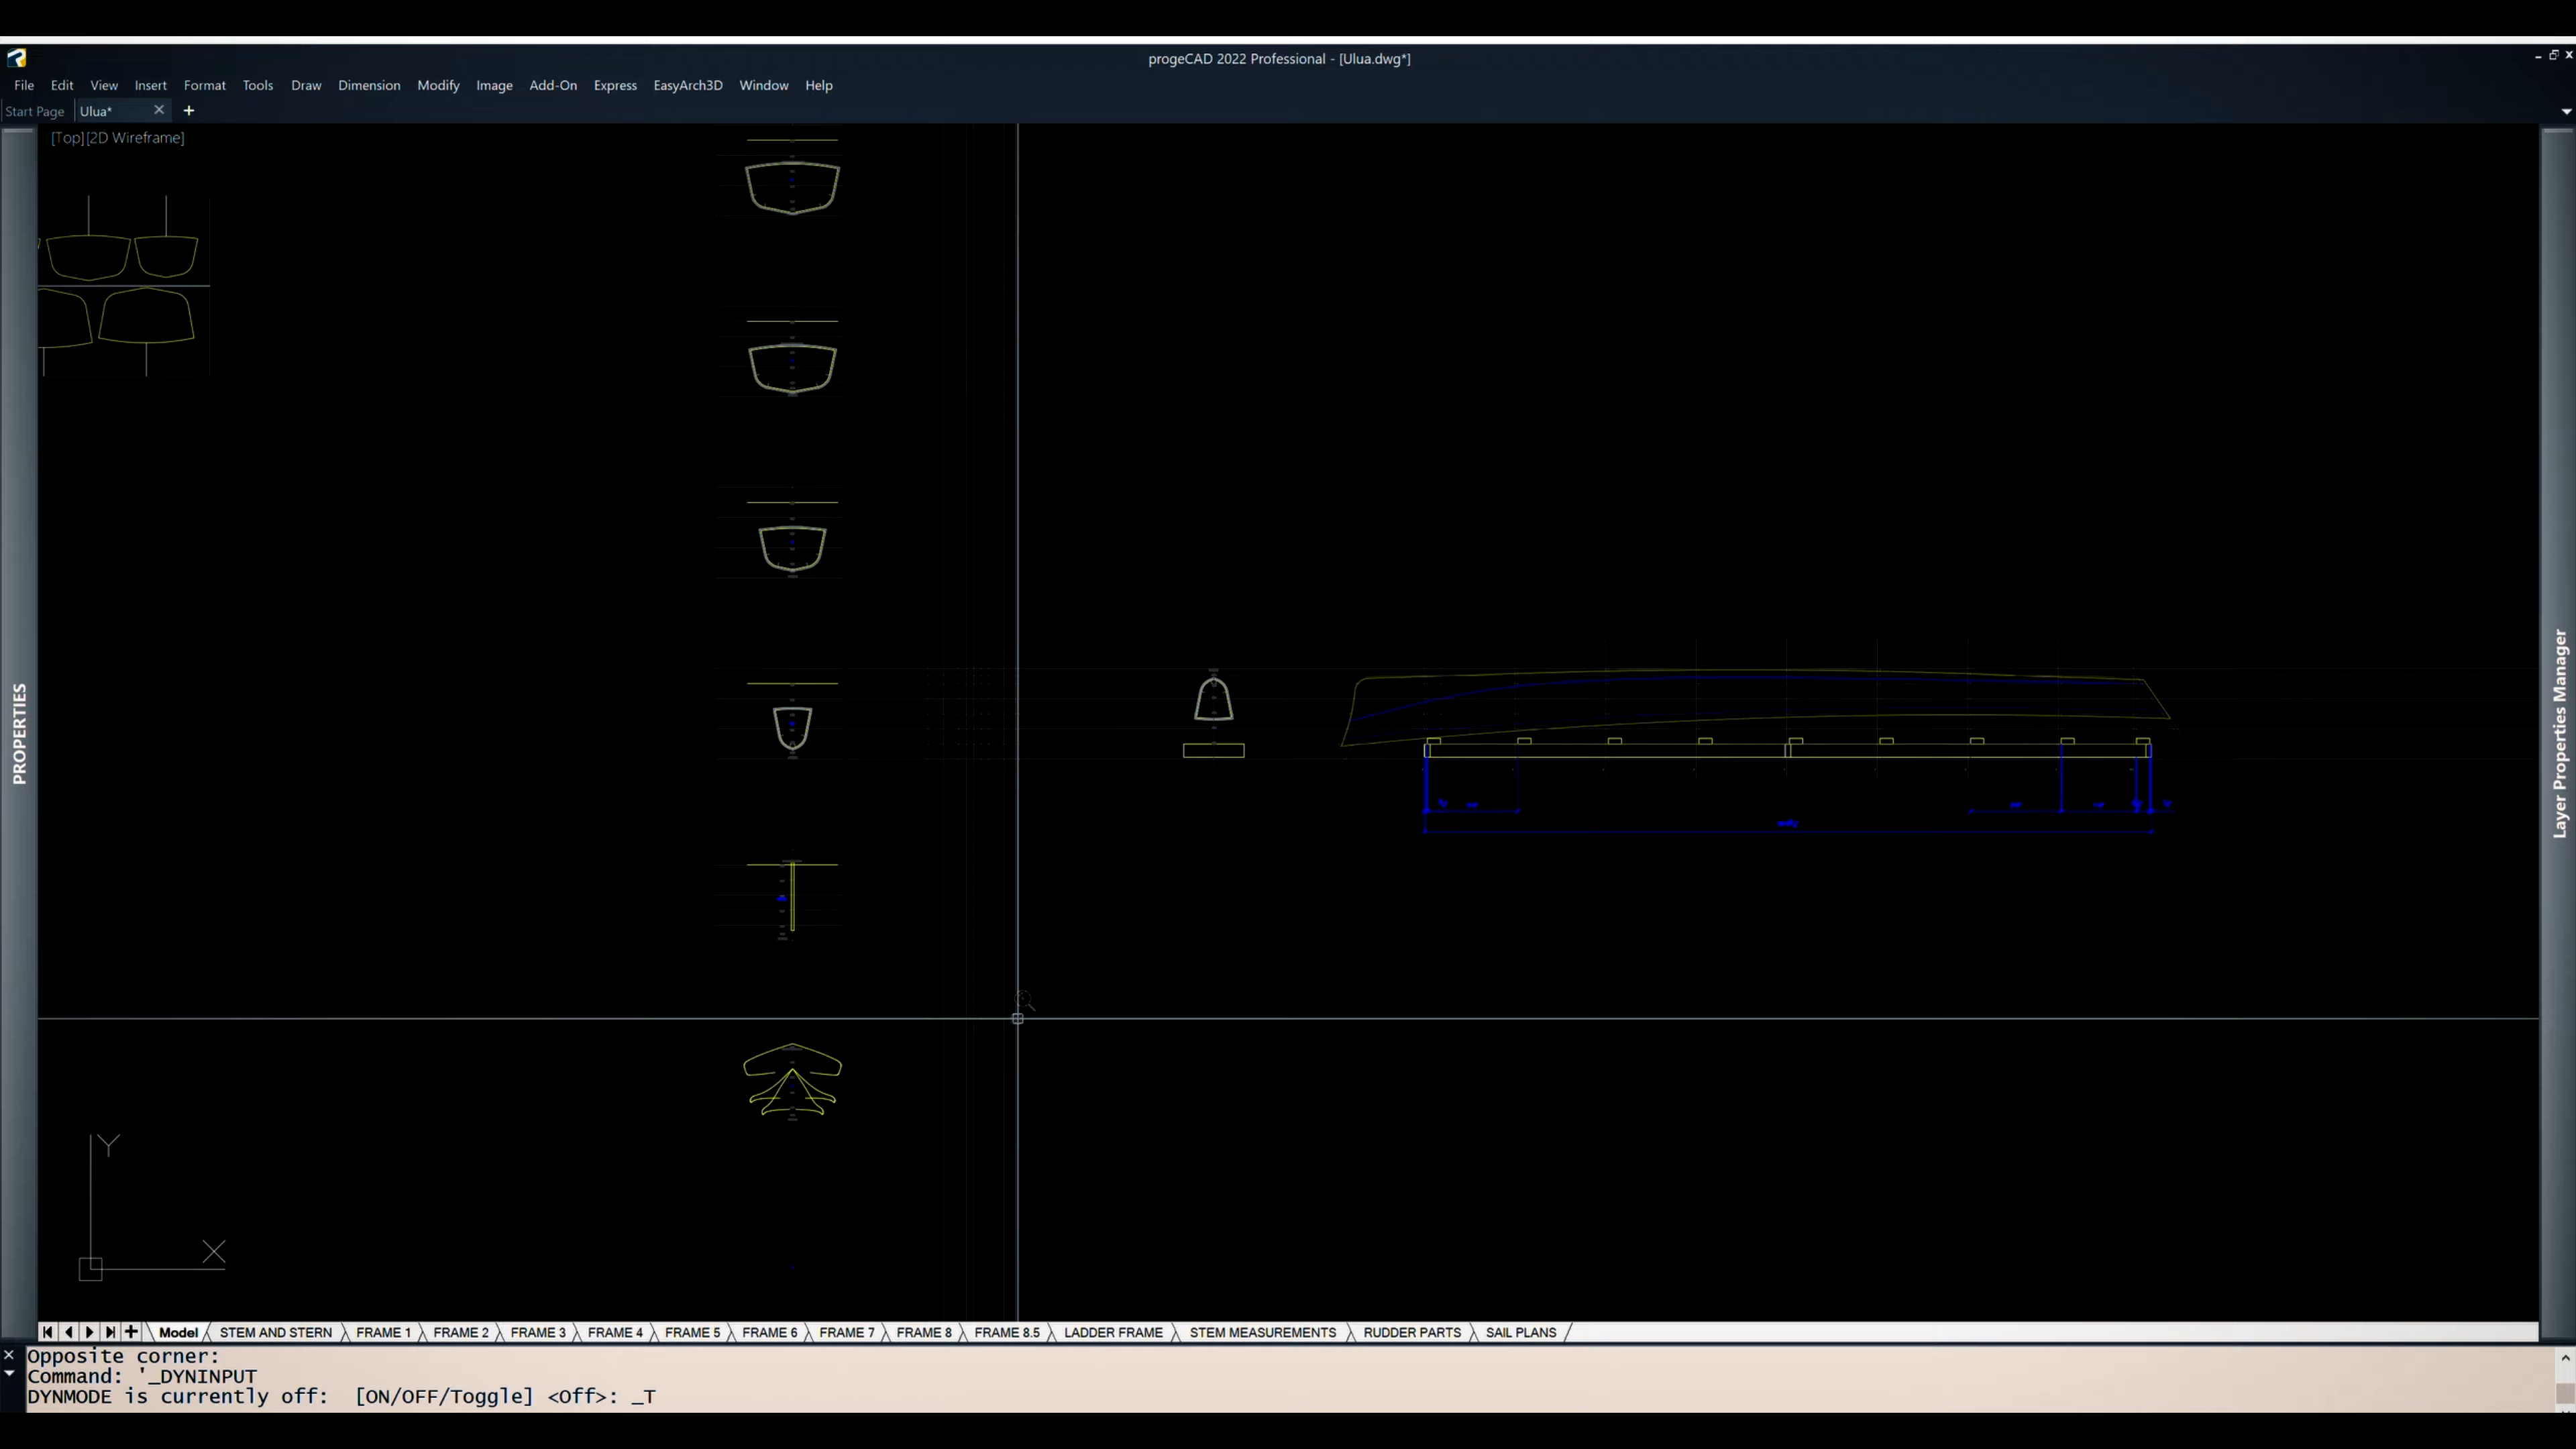 progeCAD 2022 Professional - [Ulua.dwg*]
File Edit View Insert Format Tools Draw Dimension Modify Image Add-On Express EasyArch3D Window Help
Start Page Ulua*
[Top][2D Wireframe]
PROPERTIES
Layer Properties Manager
Y
X
Model STEM AND STERN FRAME 1 FRAME 2 FRAME 3 FRAME 4 FRAME 5 FRAME 6 FRAME 7 FRAME 8 FRAME 8.5 LADDER FRAME STEM MEASUREMENTS RUDDER PARTS SAIL PLANS
Opposite corner:
Command: '_DYNINPUT
DYNMODE is currently off:  [ON/OFF/Toggle] <Off>: _T